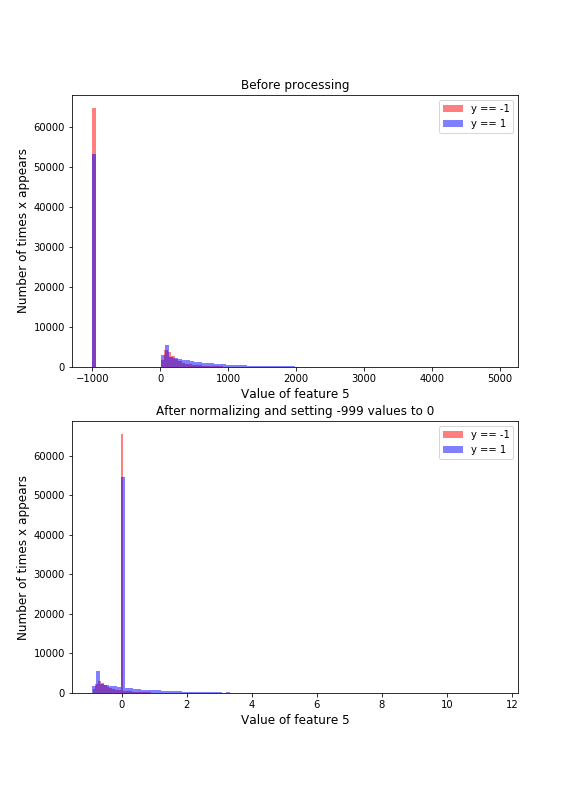 Before processing
y == -1
y == 1
Number of times x appears
60000
50000
40000
30000
20000
10000
0
−1000 0 1000 2000 3000 4000 5000
Value of feature 5
After normalizing and setting -999 values to 0
y == -1
y == 1
Number of times x appears
60000
50000
40000
30000
20000
10000
0
0 2 4 6 8 10 12
Value of feature 5